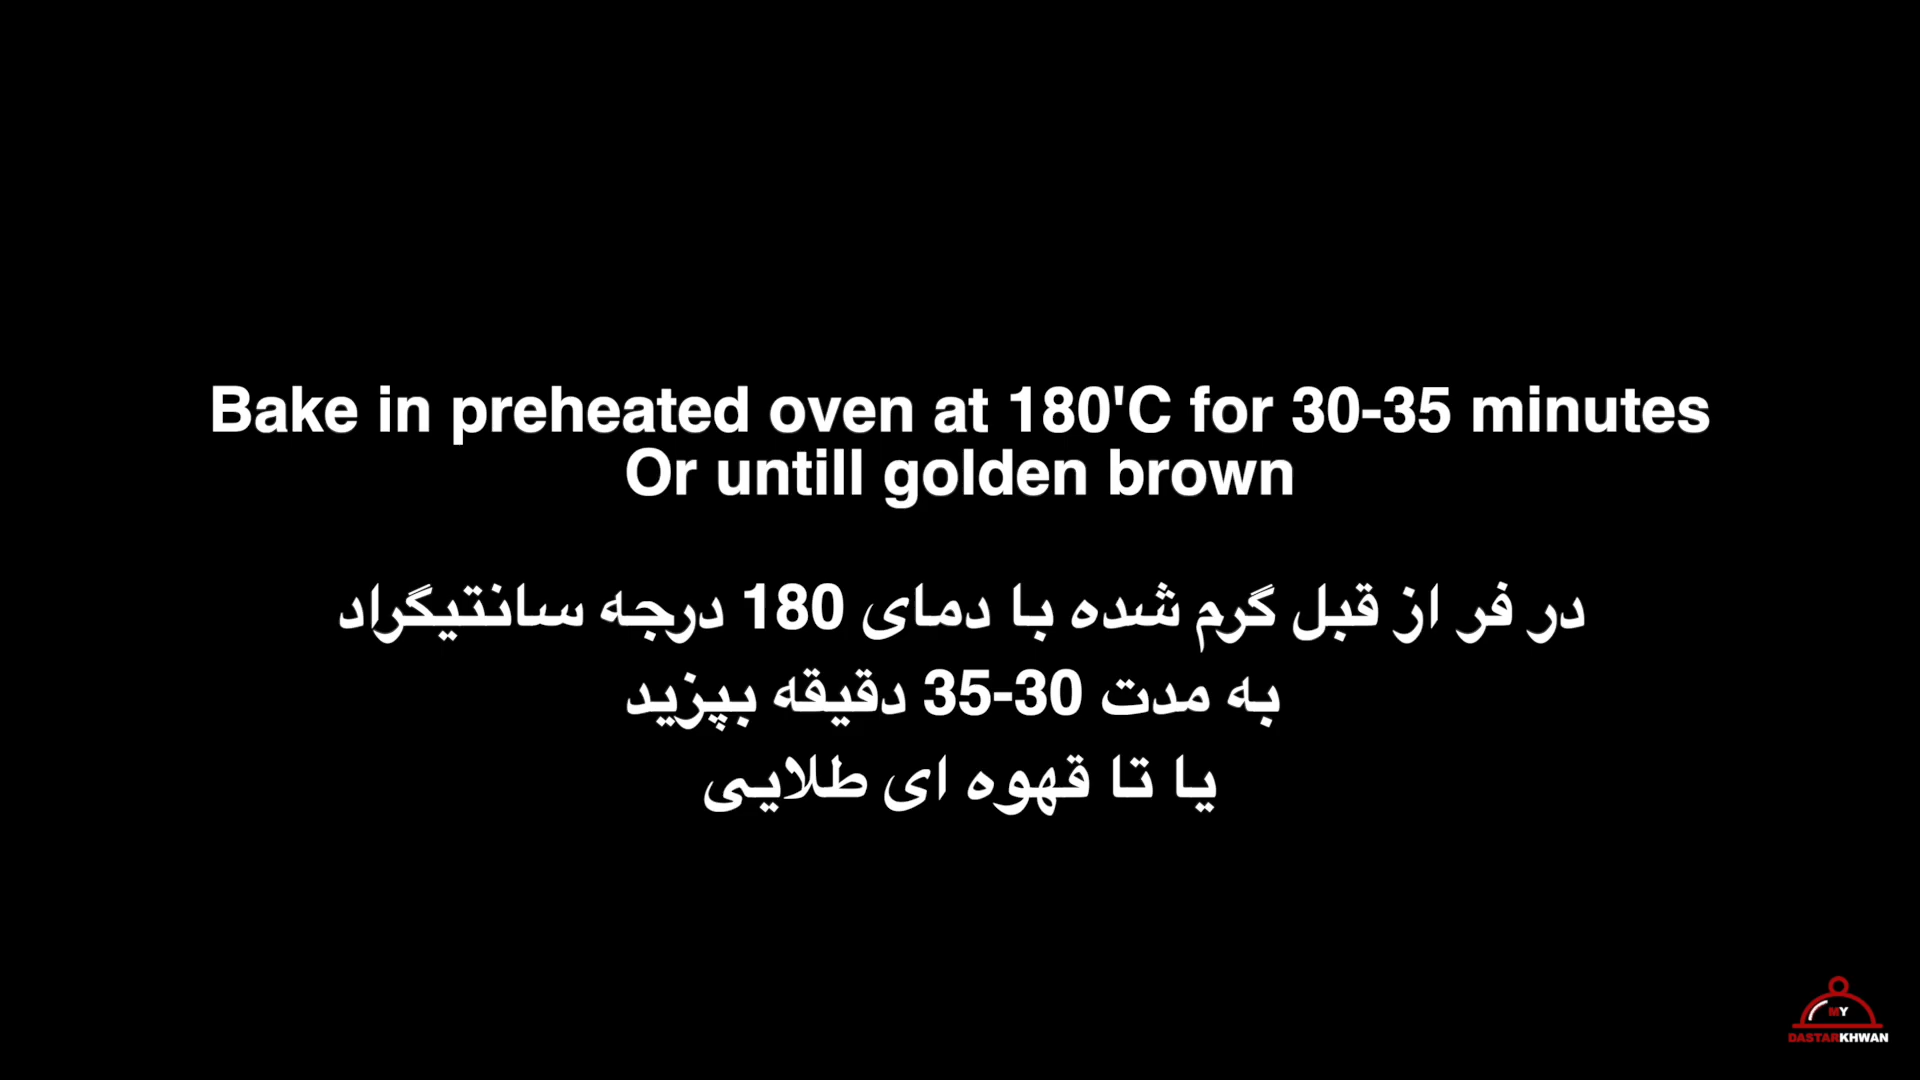 Bake in preheated oven at 180'C for 30-35 minutes
Or untill golden brown
در فر از قبل گرم شده با دمای 180 درجه سانتیگراد
به مدت 30-35 دقیقه بپزید
یا تا قهوه ای طلایی
MY
DASTARKHWAN